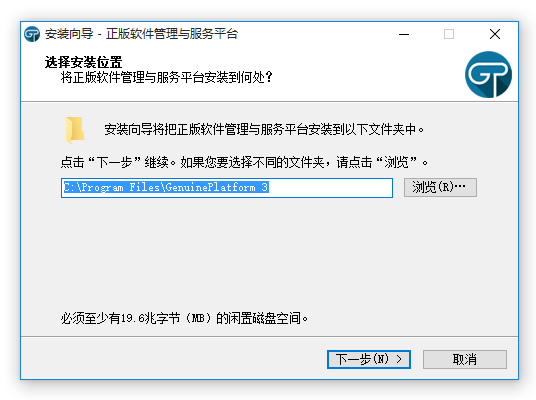 安装向导 - 正版软件管理与服务平台
选择安装位置
将正版软件管理与服务平台安装到何处？
GP
安装向导将把正版软件管理与服务平台安装到以下文件夹中。
点击“下一步”继续。如果您要选择不同的文件夹，请点击“浏览”。
C:\Program Files\GenuinePlatform 3
浏览(R)…
必须至少有19.6兆字节（MB）的闲置磁盘空间。
下一步(N) >
取消